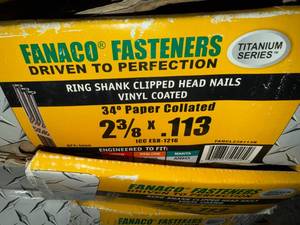 FANACO® FASTENERS
DRIVEN TO PERFECTION
TITANIUM
SERIES™
RING SHANK CLIPPED HEAD NAILS
VINYL COATED
34° Paper Collated
2 3/8 x .113
ICC ESR-1216
ENGINEERED TO FIT
FANACO® FASTENERS